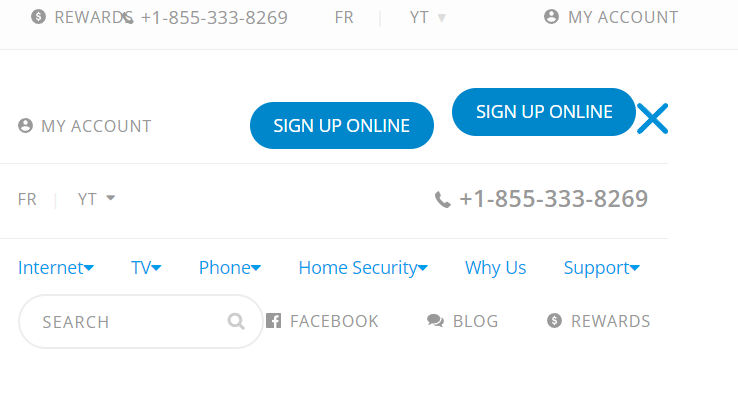 REWARDS +1-855-333-8269 FR | YT MY ACCOUNT
MY ACCOUNT SIGN UP ONLINE SIGN UP ONLINE
FR | YT +1-855-333-8269
Internet TV Phone Home Security Why Us Support
SEARCH FACEBOOK BLOG REWARDS